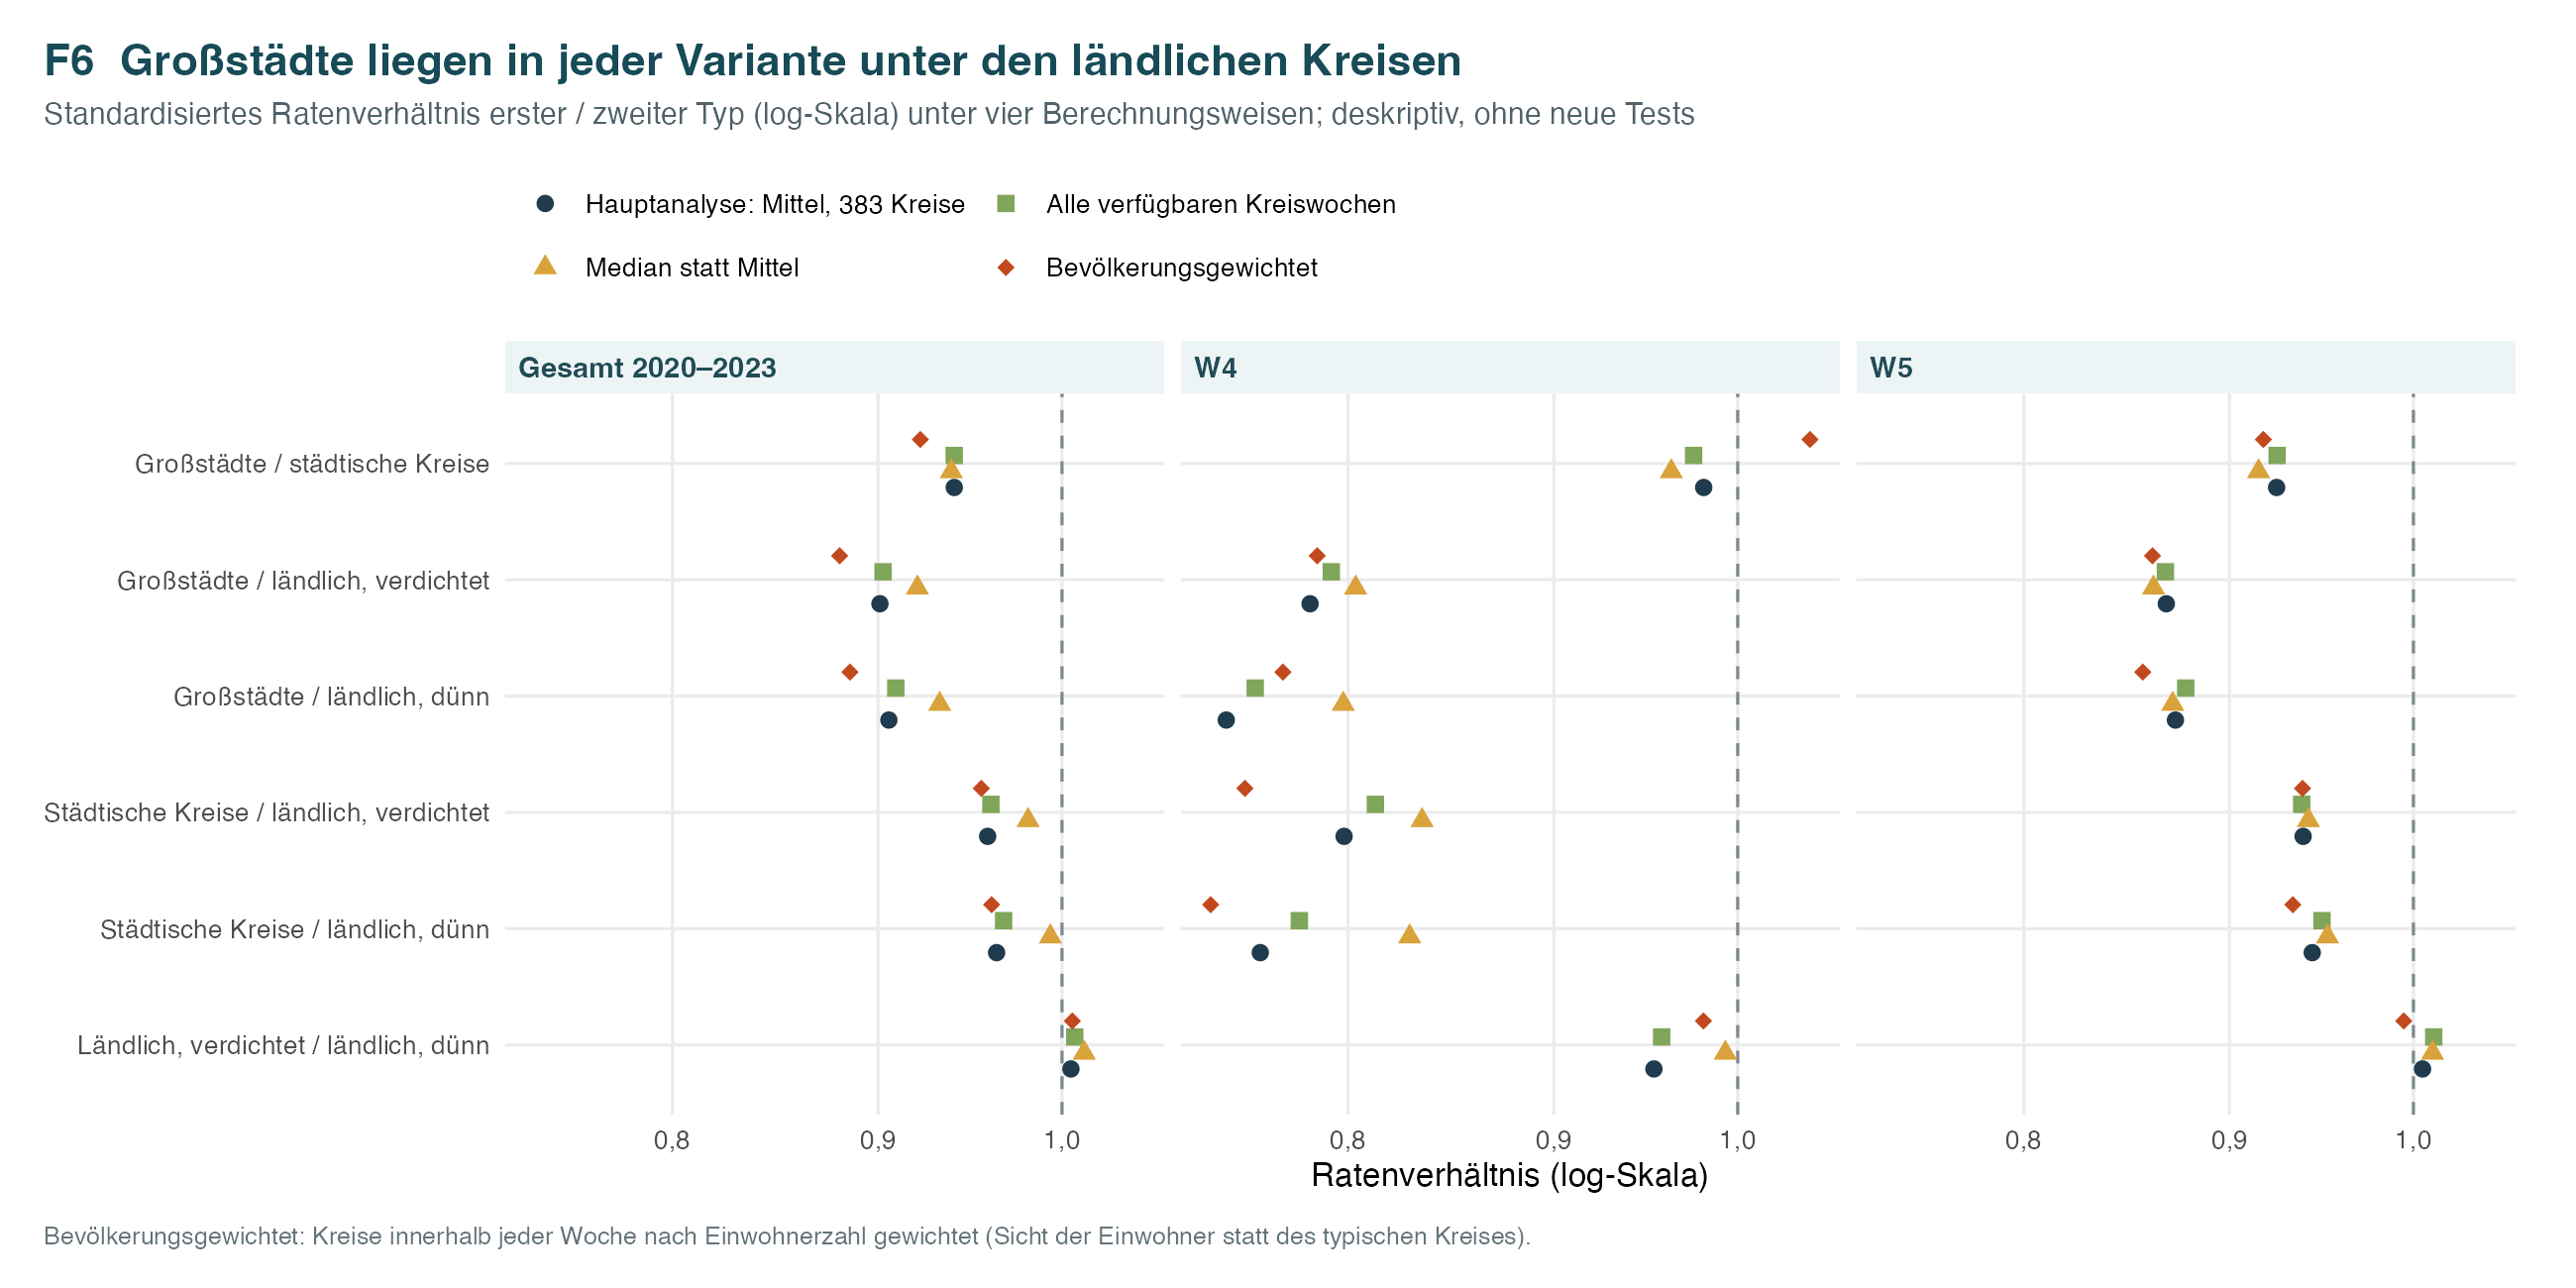 F6 Großstädte liegen in jeder Variante unter den ländlichen Kreisen
Standardisiertes Ratenverhältnis erster / zweiter Typ (log-Skala) unter vier Berechnungsweisen; deskriptiv, ohne neue Tests
Hauptanalyse: Mittel, 383 Kreise
Alle verfügbaren Kreiswochen
Median statt Mittel
Bevölkerungsgewichtet
Gesamt 2020–2023
W4
W5
Großstädte / städtische Kreise
Großstädte / ländlich, verdichtet
Großstädte / ländlich, dünn
Städtische Kreise / ländlich, verdichtet
Städtische Kreise / ländlich, dünn
Ländlich, verdichtet / ländlich, dünn
0,8 0,9 1,0
0,8 0,9 1,0
0,8 0,9 1,0
Ratenverhältnis (log-Skala)
Bevölkerungsgewichtet: Kreise innerhalb jeder Woche nach Einwohnerzahl gewichtet (Sicht der Einwohner statt des typischen Kreises).